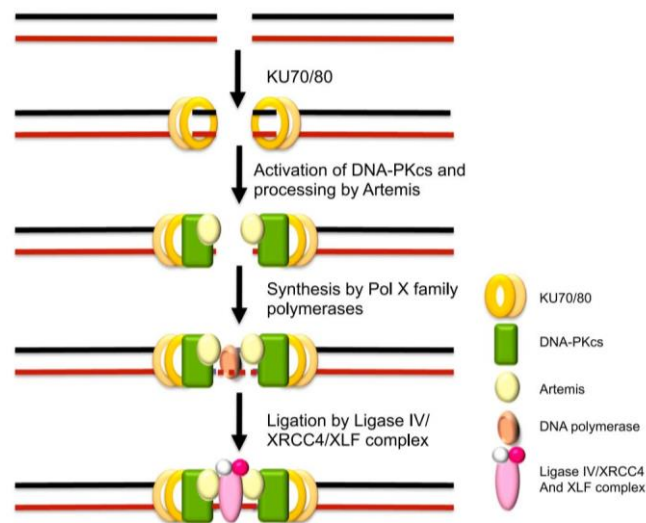 KU70/80
Activation of DNA-PKcs and
processing by Artemis
Synthesis by Pol X family
polymerases
Ligation by Ligase IV/
XRCC4/XLF complex
KU70/80
DNA-PKcs
Artemis
DNA polymerase
Ligase IV/XRCC4
And XLF complex